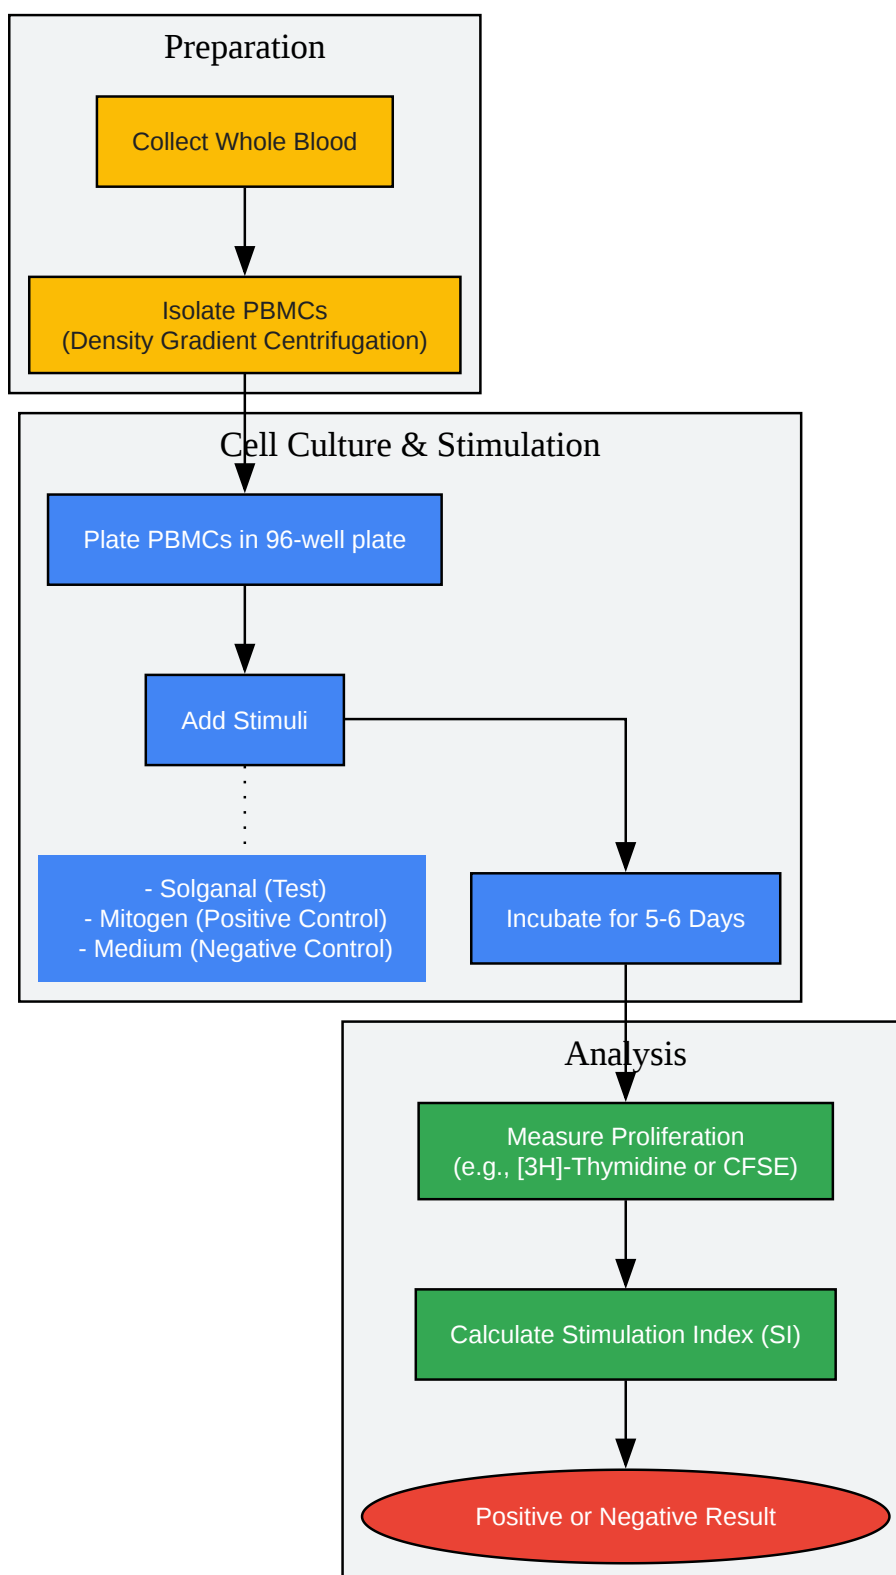 Preparation
Collect Whole Blood
Isolate PBMCs
(Density Gradient Centrifugation)
Cell Culture & Stimulation
Plate PBMCs in 96-well plate
Add Stimuli
- Solganal (Test)
- Mitogen (Positive Control)
- Medium (Negative Control)
Incubate for 5-6 Days
Analysis
Measure Proliferation
(e.g., [3H]-Thymidine or CFSE)
Calculate Stimulation Index (SI)
Positive or Negative Result